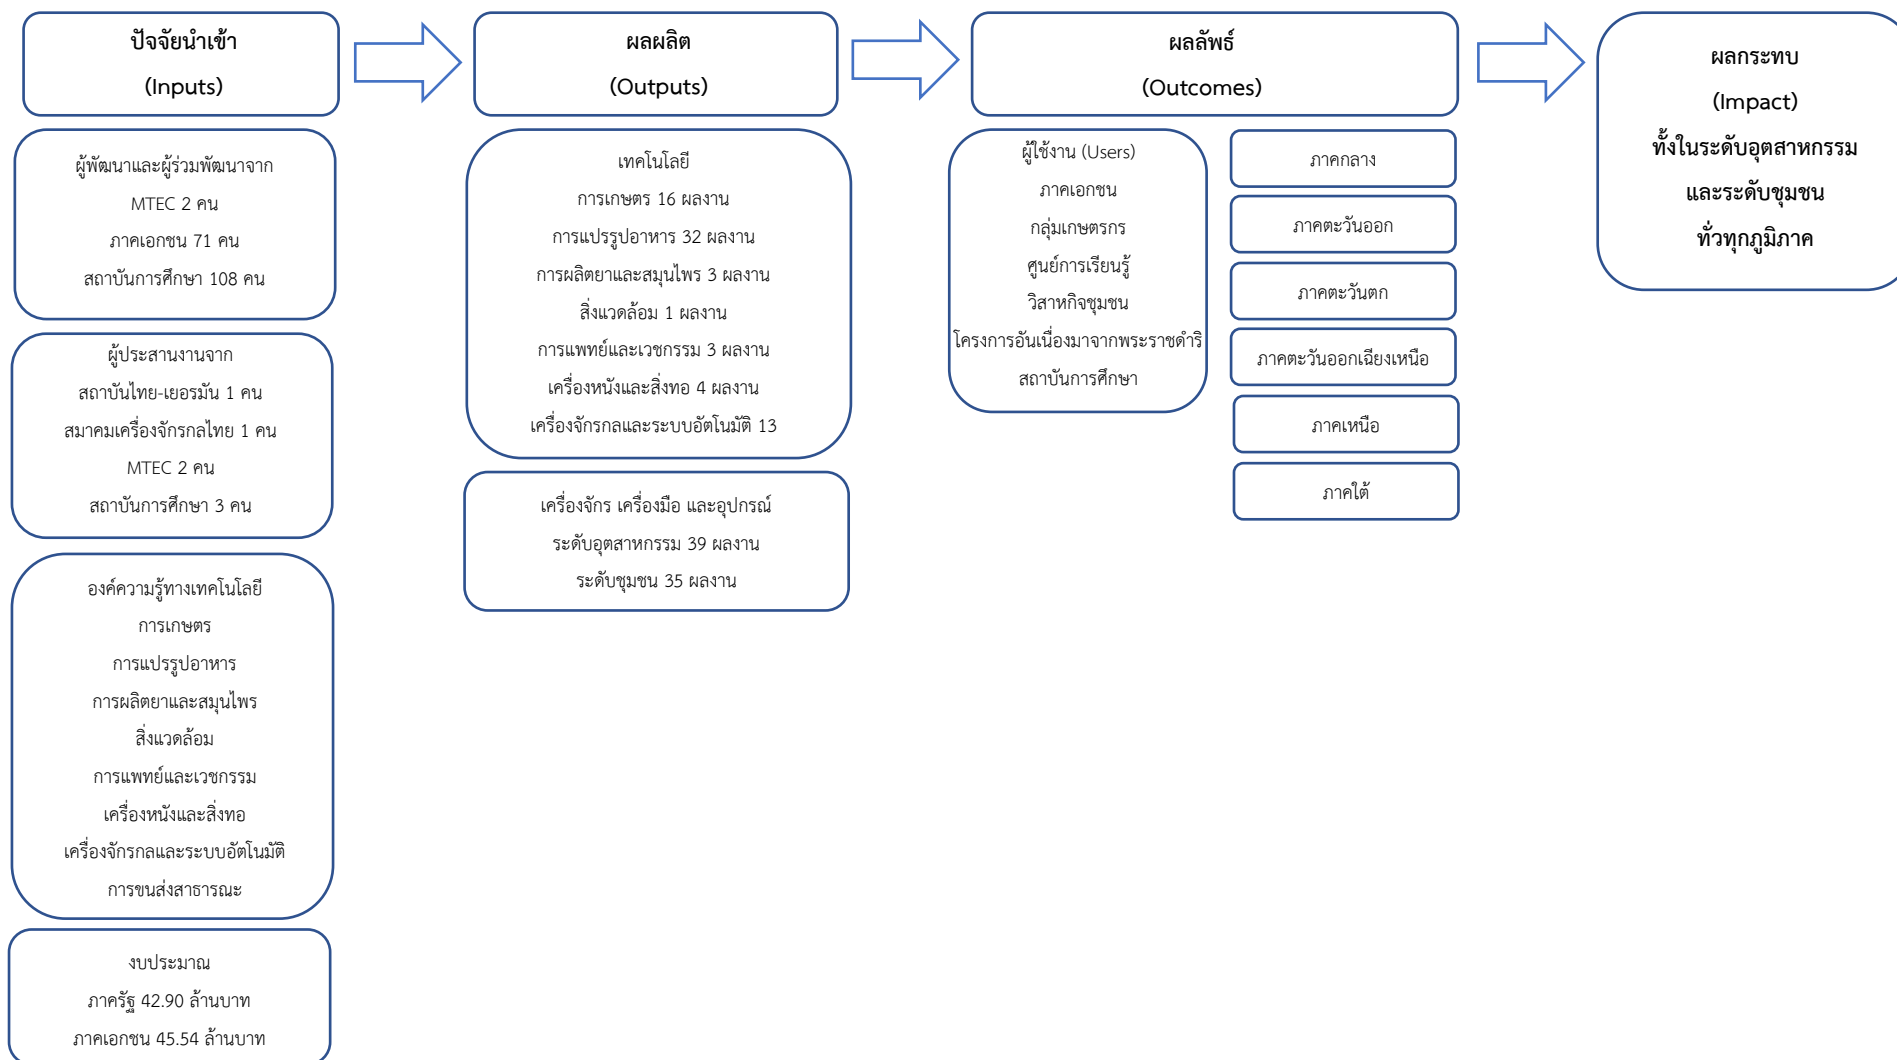 ปัจจัยนำเข้า
(Inputs)
ผู้พัฒนาและผู้ร่วมพัฒนาจาก
MTEC 2 คน
ภาคเอกชน 71 คน
สถาบันการศึกษา 108 คน
ผู้ประสานงานจาก
สถาบันไทย-เยอรมัน 1 คน
สมาคมเครื่องจักรกลไทย 1 คน
MTEC 2 คน
สถาบันการศึกษา 3 คน
องค์ความรู้ทางเทคโนโลยี
การเกษตร
การแปรรูปอาหาร
การผลิตยาและสมุนไพร
สิ่งแวดล้อม
การแพทย์และเวชกรรม
เครื่องหนังและสิ่งทอ
เครื่องจักรกลและระบบอัตโนมัติ
การขนส่งสาธารณะ
งบประมาณ
ภาครัฐ 42.90 ล้านบาท
ภาคเอกชน 45.54 ล้านบาท
ผลผลิต
(Outputs)
เทคโนโลยี
การเกษตร 16 ผลงาน
การแปรรูปอาหาร 32 ผลงาน
การผลิตยาและสมุนไพร 3 ผลงาน
สิ่งแวดล้อม 1 ผลงาน
การแพทย์และเวชกรรม 3 ผลงาน
เครื่องหนังและสิ่งทอ 4 ผลงาน
เครื่องจักรกลและระบบอัตโนมัติ 13
เครื่องจักร เครื่องมือ และอุปกรณ์
ระดับอุตสาหกรรม 39 ผลงาน
ระดับชุมชน 35 ผลงาน
ผลลัพธ์
(Outcomes)
ผู้ใช้งาน (Users)
ภาคเอกชน
กลุ่มเกษตรกร
ศูนย์การเรียนรู้
วิสาหกิจชุมชน
โครงการอันเนื่องมาจากพระราชดำริ
สถาบันการศึกษา
ภาคกลาง
ภาคตะวันออก
ภาคตะวันตก
ภาคตะวันออกเฉียงเหนือ
ภาคเหนือ
ภาคใต้
ผลกระทบ
(Impact)
ทั้งในระดับอุตสาหกรรม
และระดับชุมชน
ทั่วทุกภูมิภาค